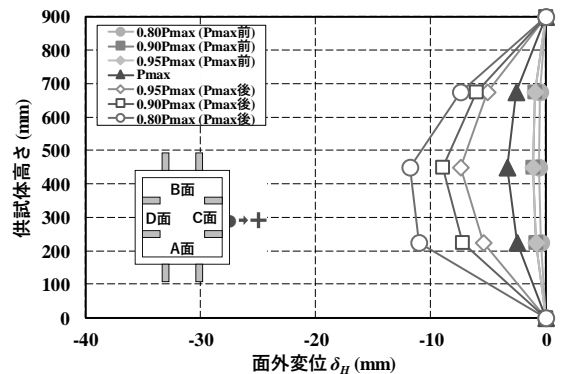 900
800
700
600
500
400
300
200
100
0
供試体高さ (mm)
0.80Pmax (Pmax前)
0.90Pmax (Pmax前)
0.95Pmax (Pmax前)
Pmax
0.95Pmax (Pmax後)
0.90Pmax (Pmax後)
0.80Pmax (Pmax後)
B面
D面 C面
A面
-40 -30 -20 -10 0
面外変位 δH (mm)